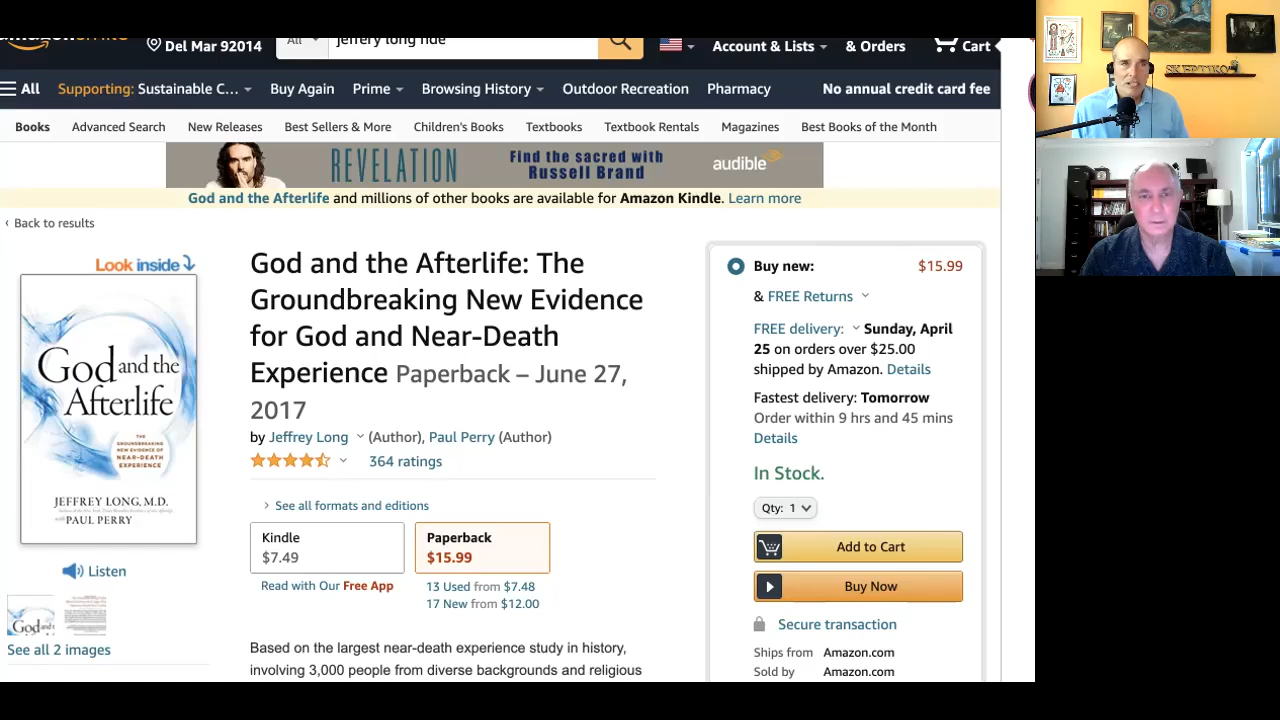 Del Mar 92014
All
jeffery long nde
Account & Lists
& Orders
Cart
All
Supporting: Sustainable C...
Buy Again
Prime
Browsing History
Outdoor Recreation
Pharmacy
No annual credit card fee
Books
Advanced Search
New Releases
Best Sellers & More
Children's Books
Textbooks
Textbook Rentals
Magazines
Best Books of the Month
REVELATION
Find the sacred with
Russell Brand
audible
God and the Afterlife and millions of other books are available for Amazon Kindle. Learn more
‹ Back to results
Look inside
God and the
Afterlife
THE
GROUNDBREAKING
NEW EVIDENCE
FOR GOD AND
NEAR-DEATH
EXPERIENCE
JEFFREY LONG, M.D.
PAUL PERRY
Listen
See all 2 images
God and the Afterlife: The
Groundbreaking New Evidence
for God and Near-Death
Experience Paperback – June 27,
2017
by Jeffrey Long (Author), Paul Perry (Author)
364 ratings
See all formats and editions
Kindle
$7.49
Read with Our Free App
Paperback
$15.99
13 Used from $7.48
17 New from $12.00
Based on the largest near-death experience study in history,
involving 3,000 people from diverse backgrounds and religious
Buy new:
$15.99
& FREE Returns
FREE delivery: Sunday, April
25 on orders over $25.00
shipped by Amazon. Details
Fastest delivery: Tomorrow
Order within 9 hrs and 45 mins
Details
In Stock.
Qty: 1
Add to Cart
Buy Now
Secure transaction
Ships from Amazon.com
Sold by Amazon.com
SKEPTIKO